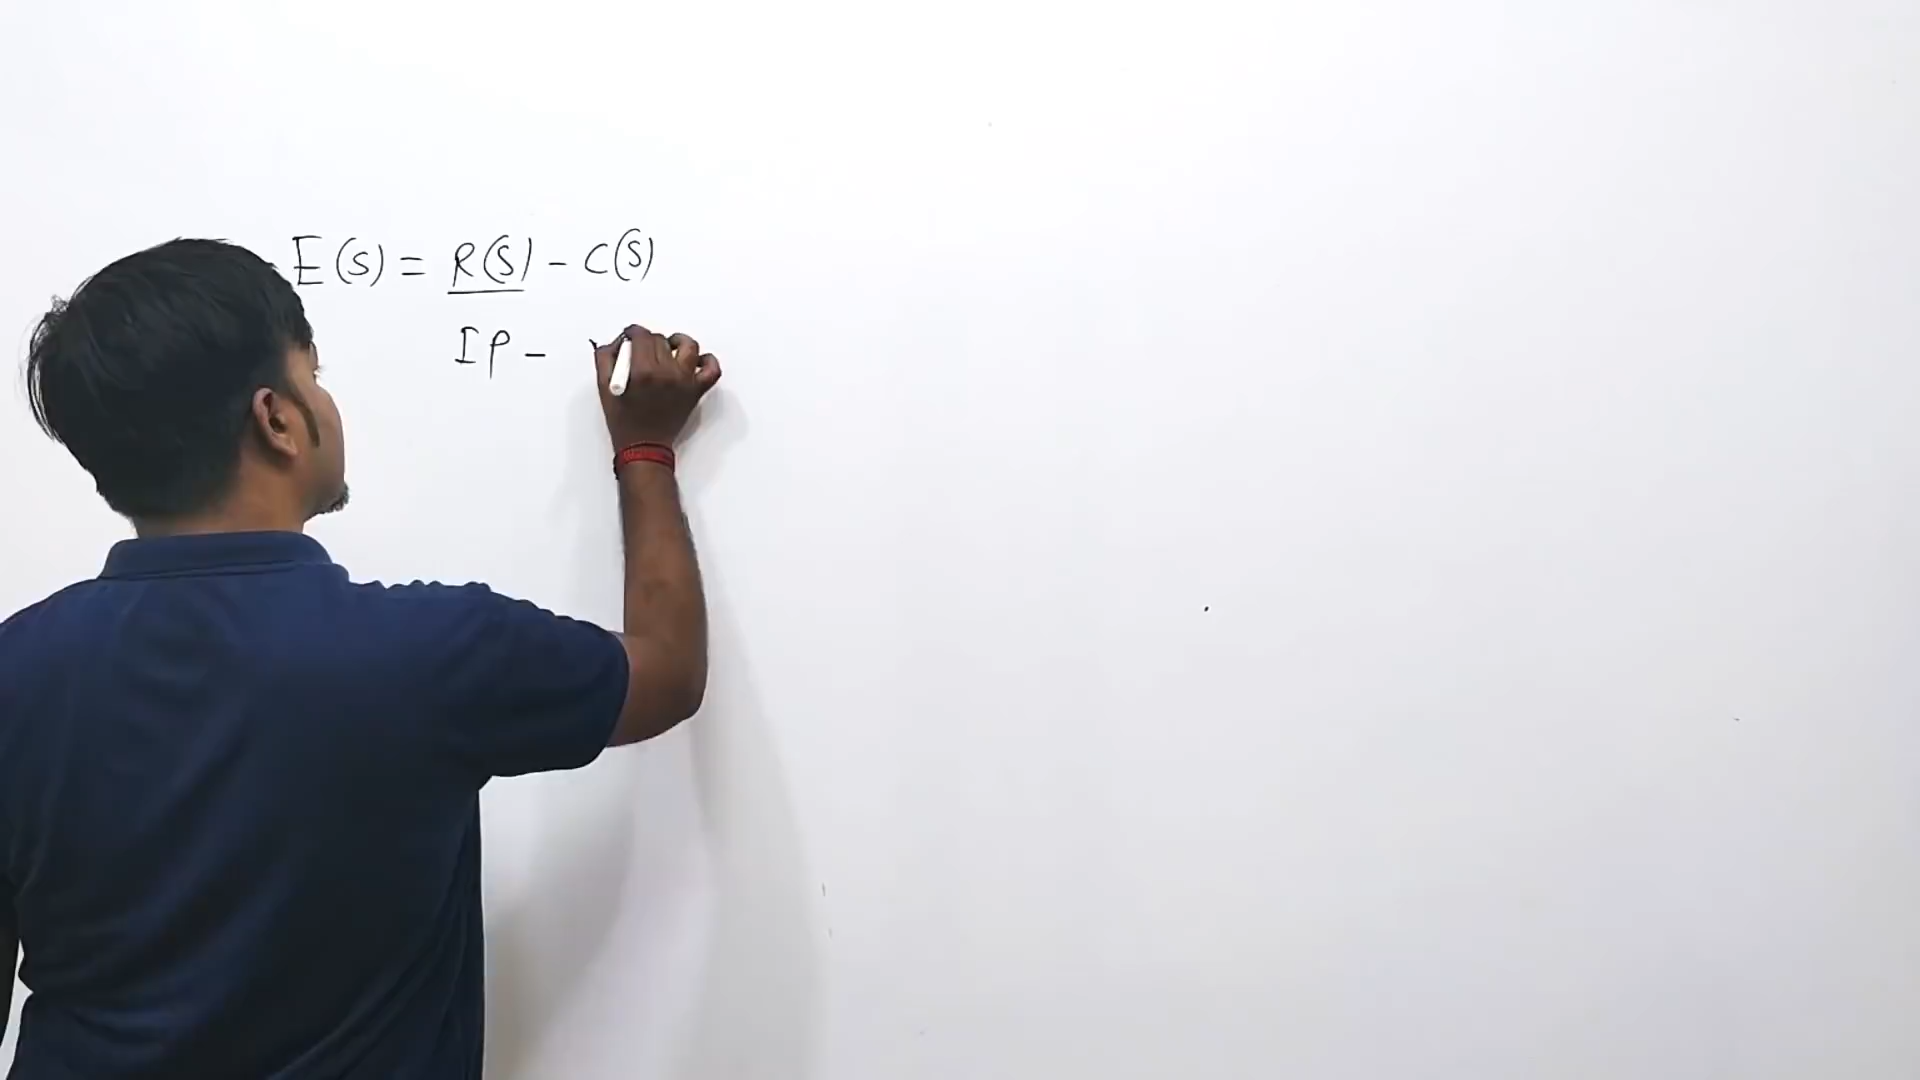 E(s) = R(s) - C(s)
IP -